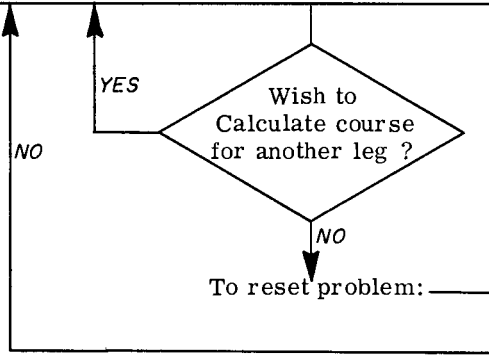 YES
Wish to
Calculate course
for another leg ?
NO
NO
To reset problem: